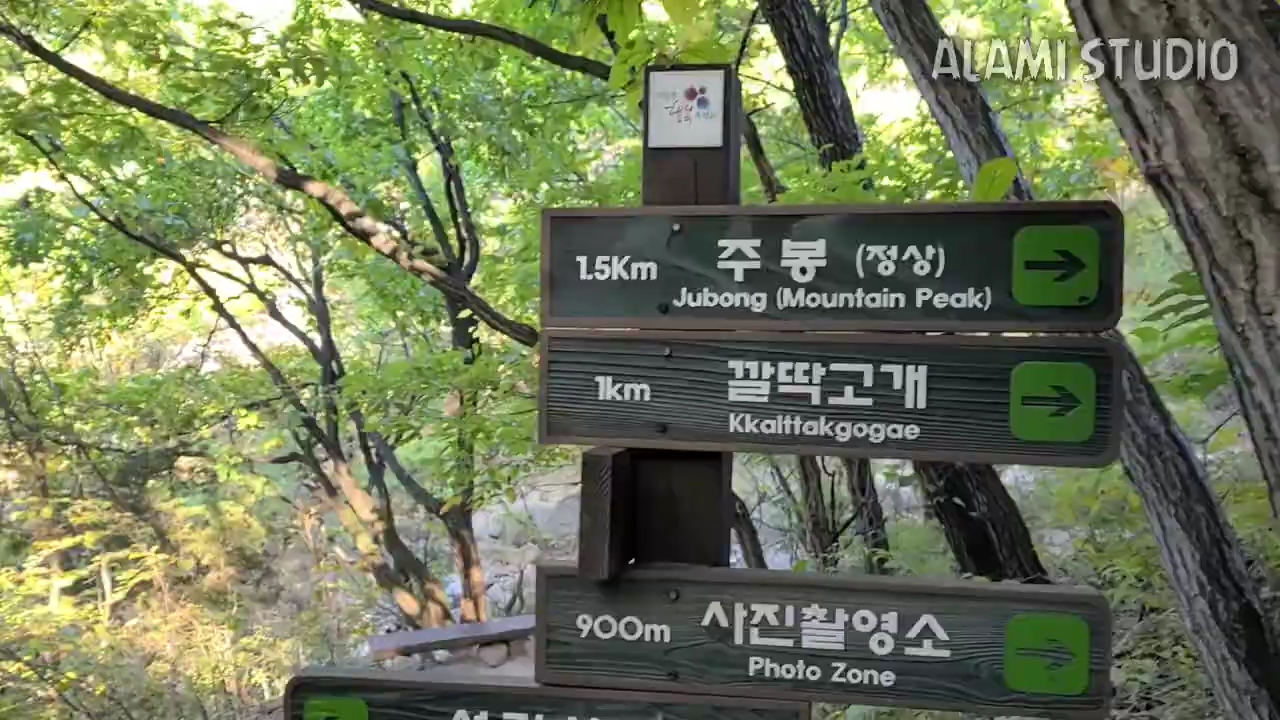 ALAMI STUDIO
1.5Km
주봉 (정상)
Jubong (Mountain Peak)
1km
깔딱고개
Kkalttakgogae
900m
사진촬영소
Photo Zone